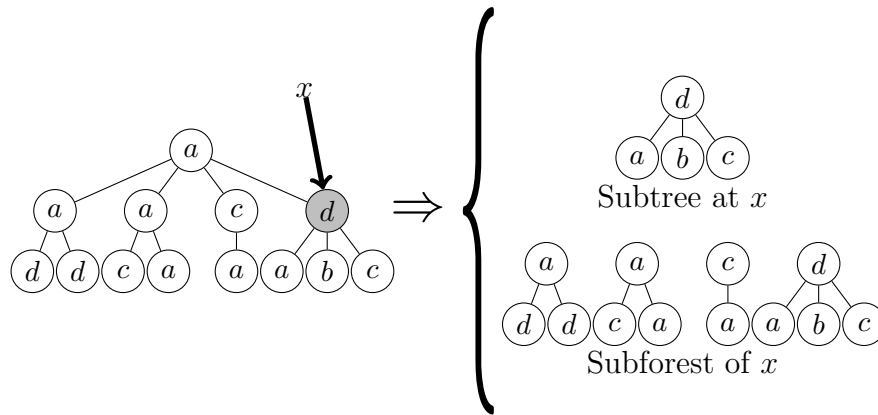 x
a
a a c d
d d c a a a b c
⇒
d
a b c
Subtree at x
a a c d
d d c a a a b c
Subforest of x